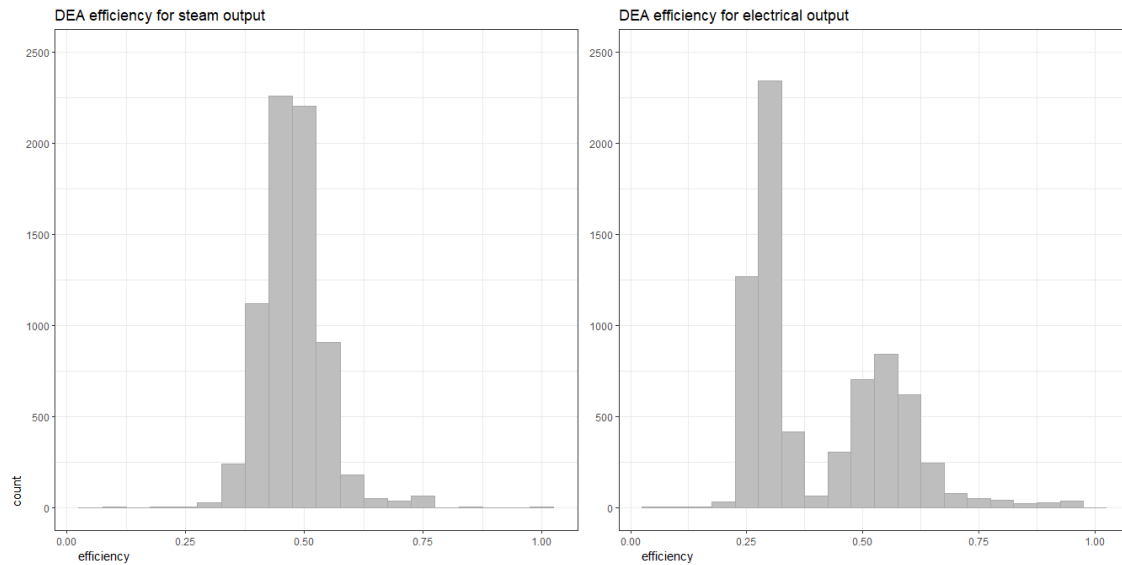 DEA efficiency for steam output
2500
2000
1500
1000
500
0
count
0.00 0.25 0.50 0.75 1.00
efficiency
DEA efficiency for electrical output
2500
2000
1500
1000
500
0
0.00 0.25 0.50 0.75 1.00
efficiency